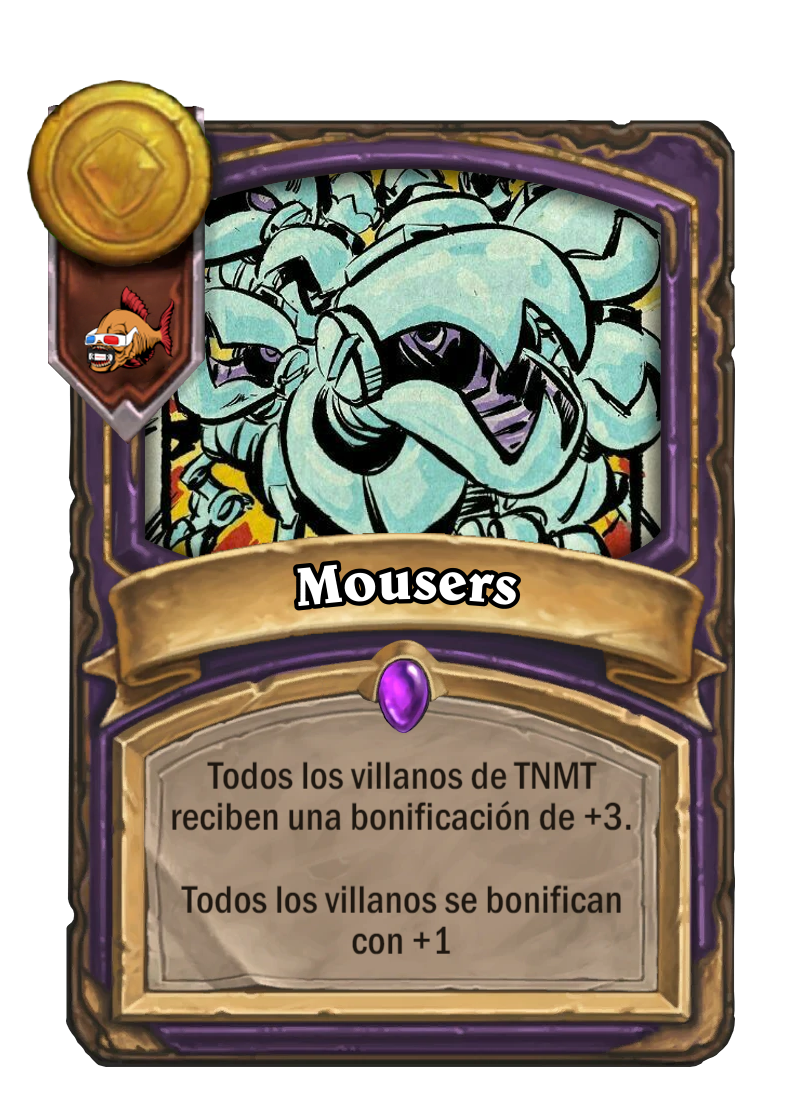 Mousers
Todos los villanos de TNMT
reciben una bonificación de +3.
Todos los villanos se bonifican
con +1